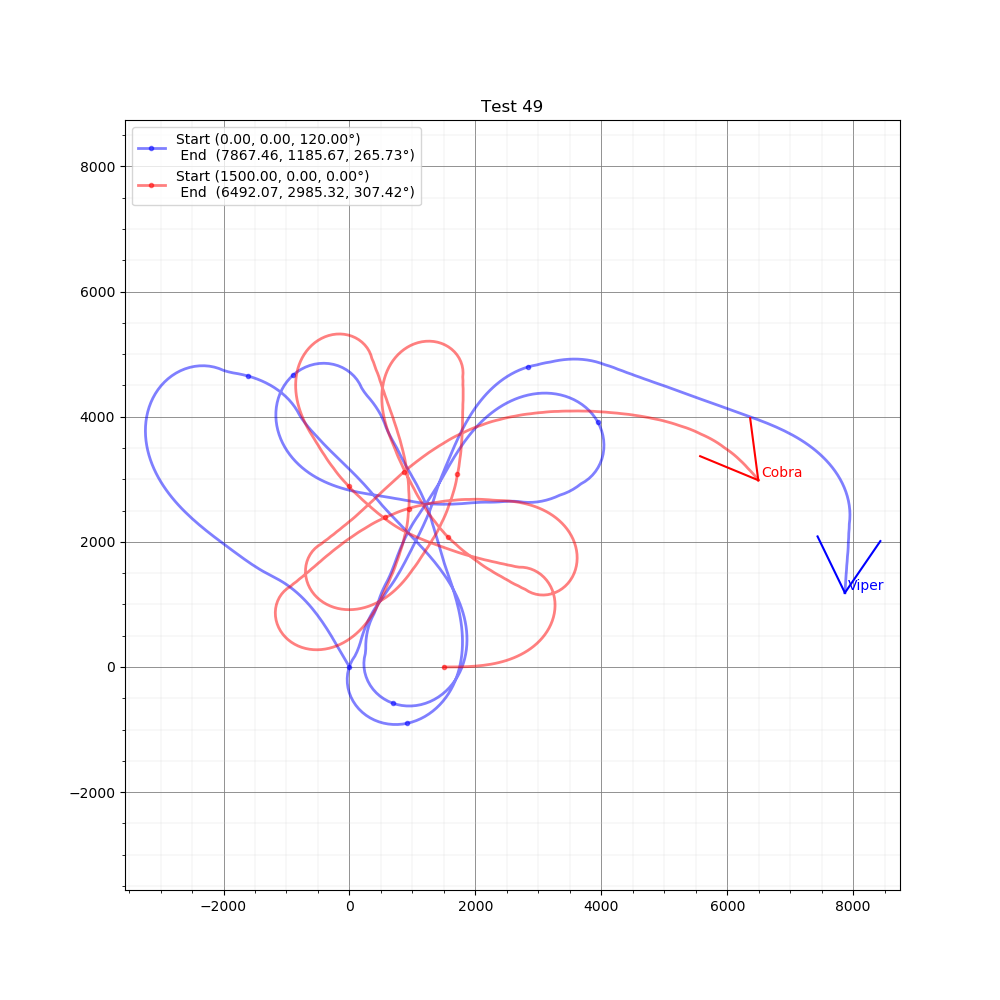 Test 49
Start (0.00, 0.00, 120.00°)
End  (7867.46, 1185.67, 265.73°)
Start (1500.00, 0.00, 0.00°)
End  (6492.07, 2985.32, 307.42°)
8000
6000
4000
2000
0
−2000
Cobra
Viper
−2000 0 2000 4000 6000 8000